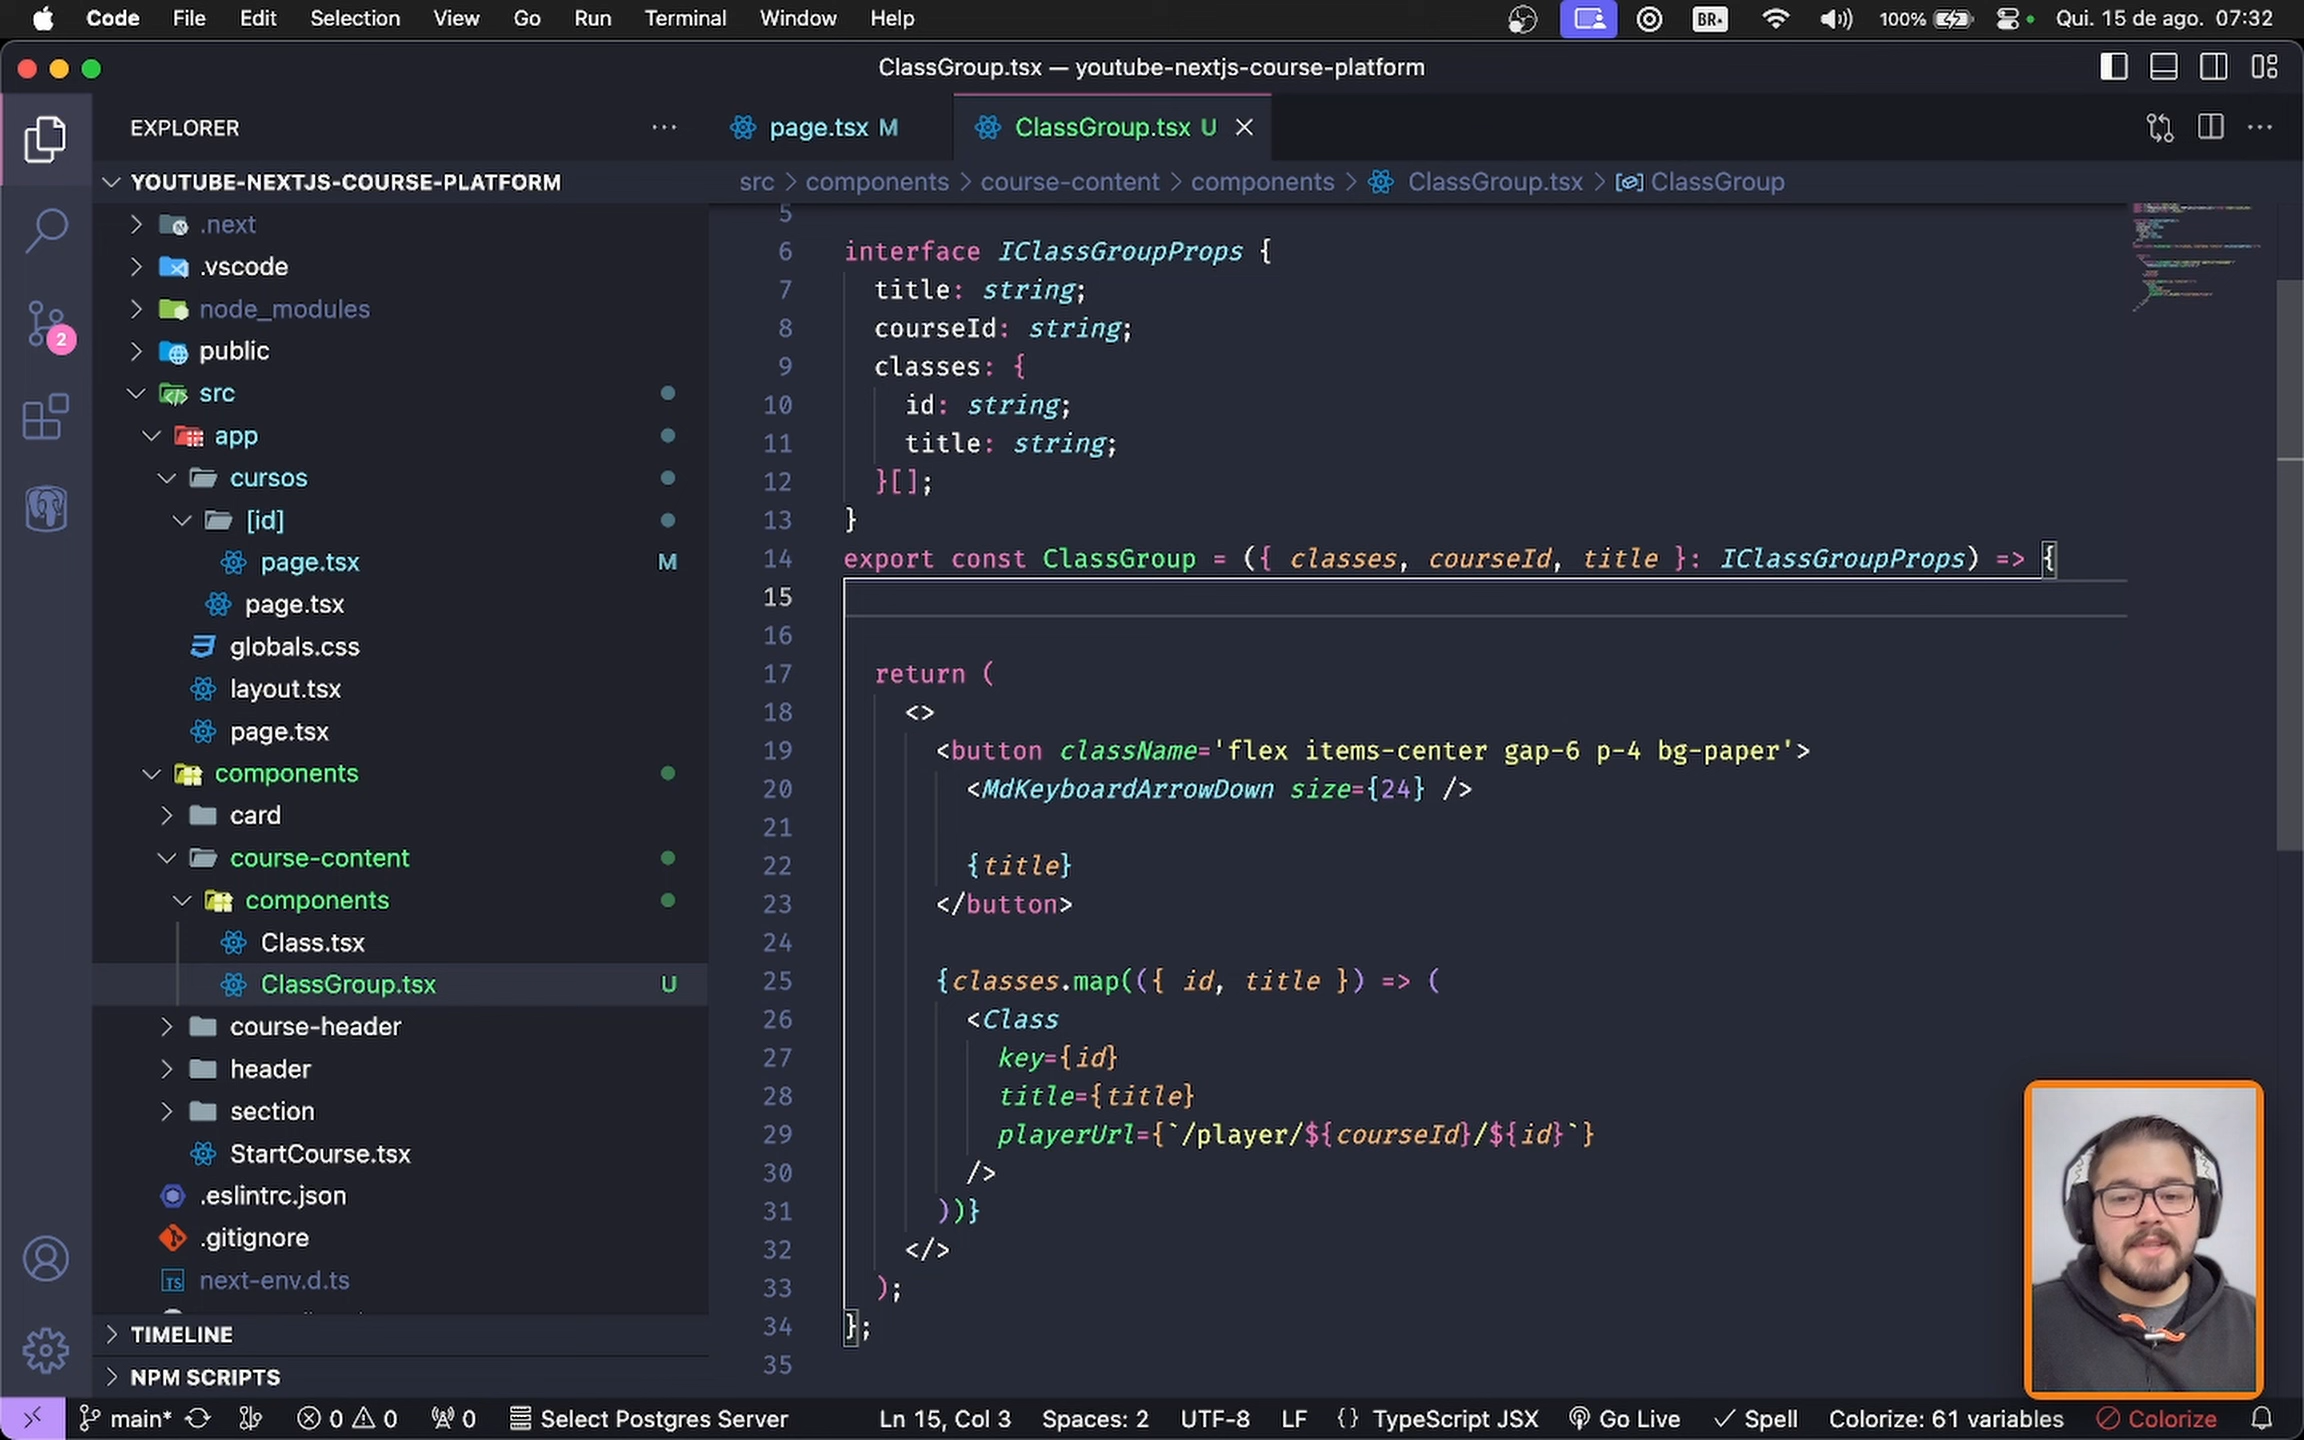 Code File Edit Selection View Go Run Terminal Window Help BR 100% Qui. 15 de ago. 07:32
ClassGroup.tsx — youtube-nextjs-course-platform
EXPLORER
page.tsx M
ClassGroup.tsx U
YOUTUBE-NEXTJS-COURSE-PLATFORM
src > components > course-content > components > ClassGroup.tsx > ClassGroup
.next
.vscode
node_modules
public
src
app
cursos
[id]
page.tsx M
page.tsx
globals.css
layout.tsx
page.tsx
components
card
course-content
components
Class.tsx
ClassGroup.tsx U
course-header
header
section
StartCourse.tsx
.eslintrc.json
.gitignore
next-env.d.ts
TIMELINE
NPM SCRIPTS
2
5
6 interface IClassGroupProps {
7 title: string;
8 courseId: string;
9 classes: {
10 id: string;
11 title: string;
12 }[];
13 }
14 export const ClassGroup = ({ classes, courseId, title }: IClassGroupProps) => {
15
16
17 return (
18 <>
19 <button className='flex items-center gap-6 p-4 bg-paper'>
20 <MdKeyboardArrowDown size={24} />
21
22 {title}
23 </button>
24
25 {classes.map(({ id, title }) => (
26 <Class
27 key={id}
28 title={title}
29 playerUrl={`/player/${courseId}/${id}`}
30 />
31 ))}
32 </>
33 );
34 };
35
main* 0 0 0 Select Postgres Server Ln 15, Col 3 Spaces: 2 UTF-8 LF {} TypeScript JSX Go Live Spell Colorize: 61 variables Colorize